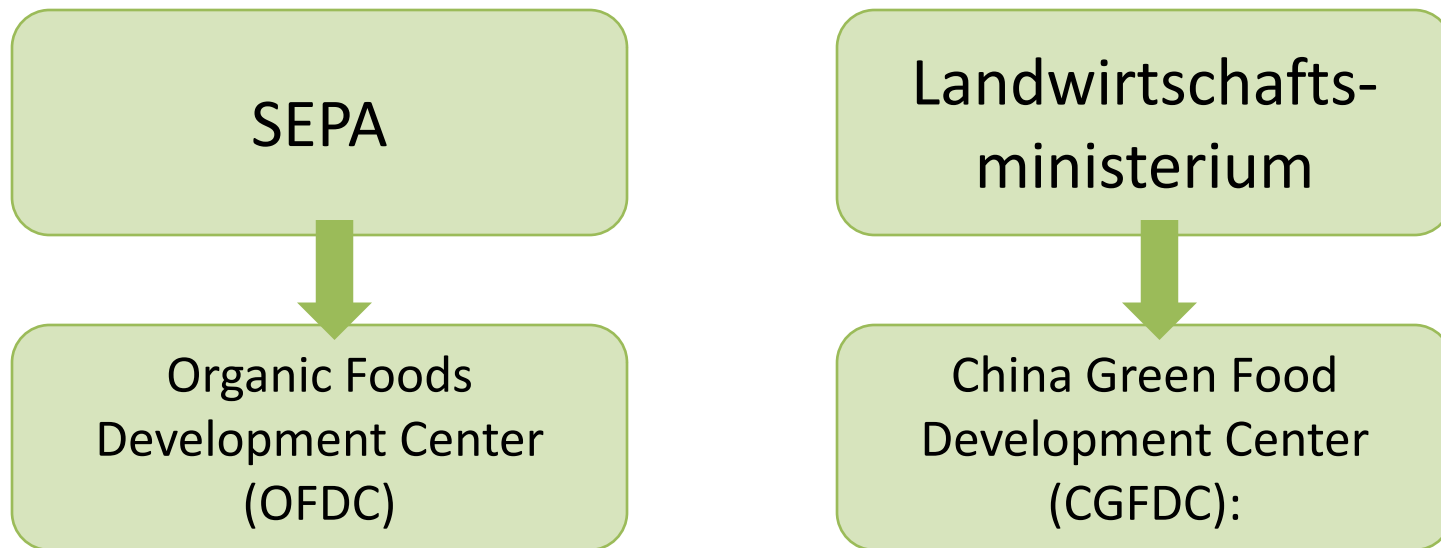 SEPA
Landwirtschafts-
ministerium
Organic Foods
Development Center
(OFDC)
China Green Food
Development Center
(CGFDC):